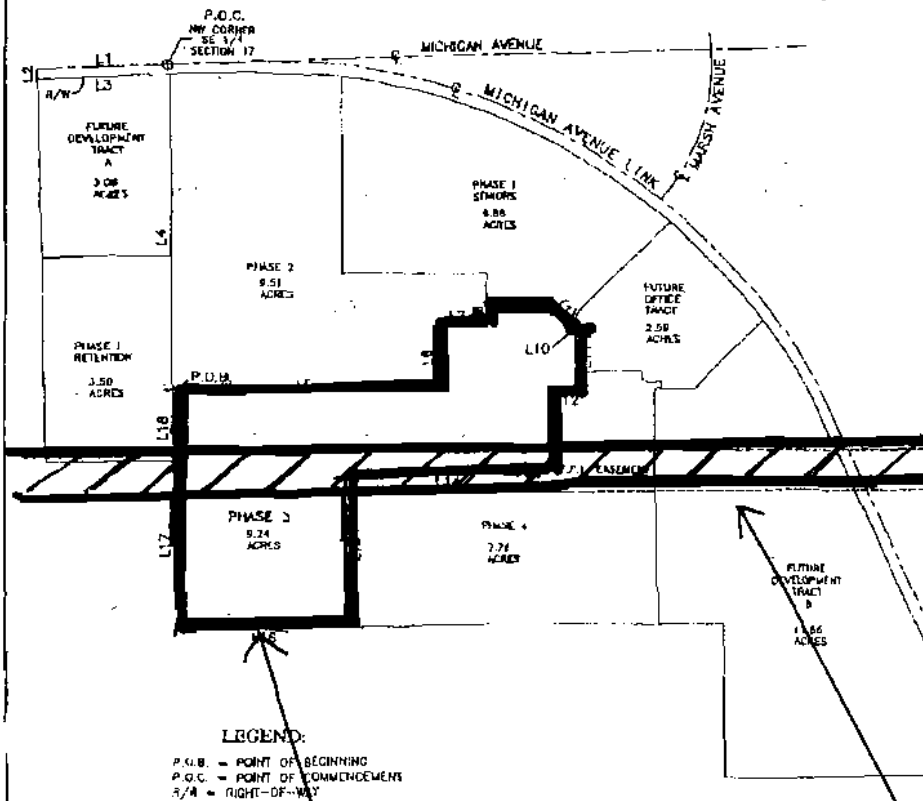 P.O.C.
NW CORNER
SE 1/4
SECTION 17
MICHIGAN AVENUE
L1
L2
L3
R/W
MICHIGAN AVENUE LINK
MARSH AVENUE
FUTURE
DEVELOPMENT
TRACT
A
3.08
ACRES
L4
PHASE 1
SENIORS
ACRES
PHASE 2
9.51
ACRES
FUTURE
OFFICE
TRACT
2.59
ACRES
L10
PHASE 1
RETENTION
3.50
ACRES
P.O.B.
L18
EASEMENT
L17
PHASE 3
9.24
ACRES
PHASE 4
ACRES
FUTURE
DEVELOPMENT
TRACT
B
ACRES
LEGEND:
P.O.B. = POINT OF BEGINNING
P.O.C. = POINT OF COMMENCEMENT
R/W = RIGHT-OF-WAY